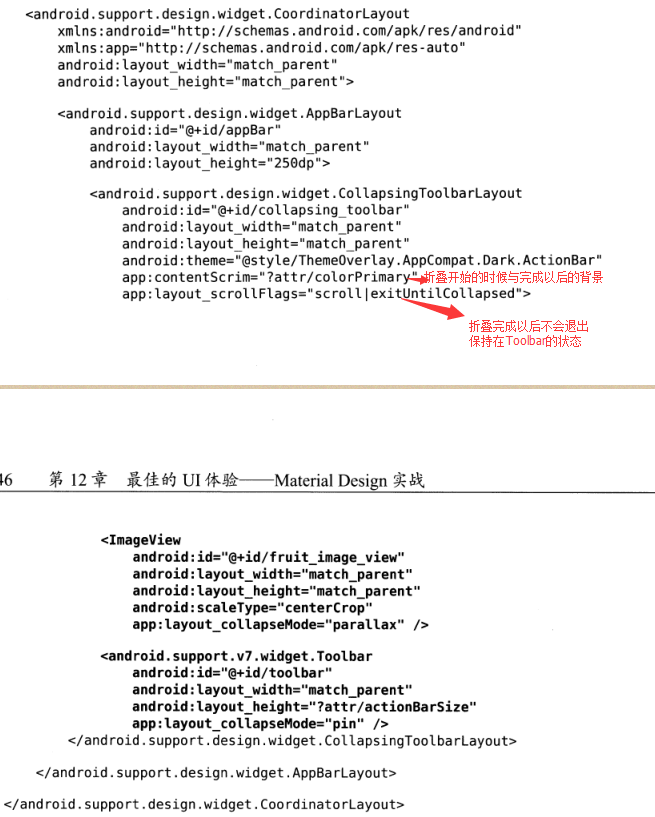 <android.support.design.widget.CoordinatorLayout
xmlns:android="http://schemas.android.com/apk/res/android"
xmlns:app="http://schemas.android.com/apk/res-auto"
android:layout_width="match_parent"
android:layout_height="match_parent">
<android.support.design.widget.AppBarLayout
android:id="@+id/appBar"
android:layout_width="match_parent"
android:layout_height="250dp">
<android.support.design.widget.CollapsingToolbarLayout
android:id="@+id/collapsing_toolbar"
android:layout_width="match_parent"
android:layout_height="match_parent"
android:theme="@style/ThemeOverlay.AppCompat.Dark.ActionBar"
app:contentScrim="?attr/colorPrimary" 折叠开始的时候与完成以后的背景
app:layout_scrollFlags="scroll|exitUntilCollapsed">
折叠完成以后不会退出
保持在Toolbar的状态
46 第 12 章 最佳的 UI 体验——Material Design 实战
<ImageView
android:id="@+id/fruit_image_view"
android:layout_width="match_parent"
android:layout_height="match_parent"
android:scaleType="centerCrop"
app:layout_collapseMode="parallax" />
<android.support.v7.widget.Toolbar
android:id="@+id/toolbar"
android:layout_width="match_parent"
android:layout_height="?attr/actionBarSize"
app:layout_collapseMode="pin" />
</android.support.design.widget.CollapsingToolbarLayout>
</android.support.design.widget.AppBarLayout>
</android.support.design.widget.CoordinatorLayout>